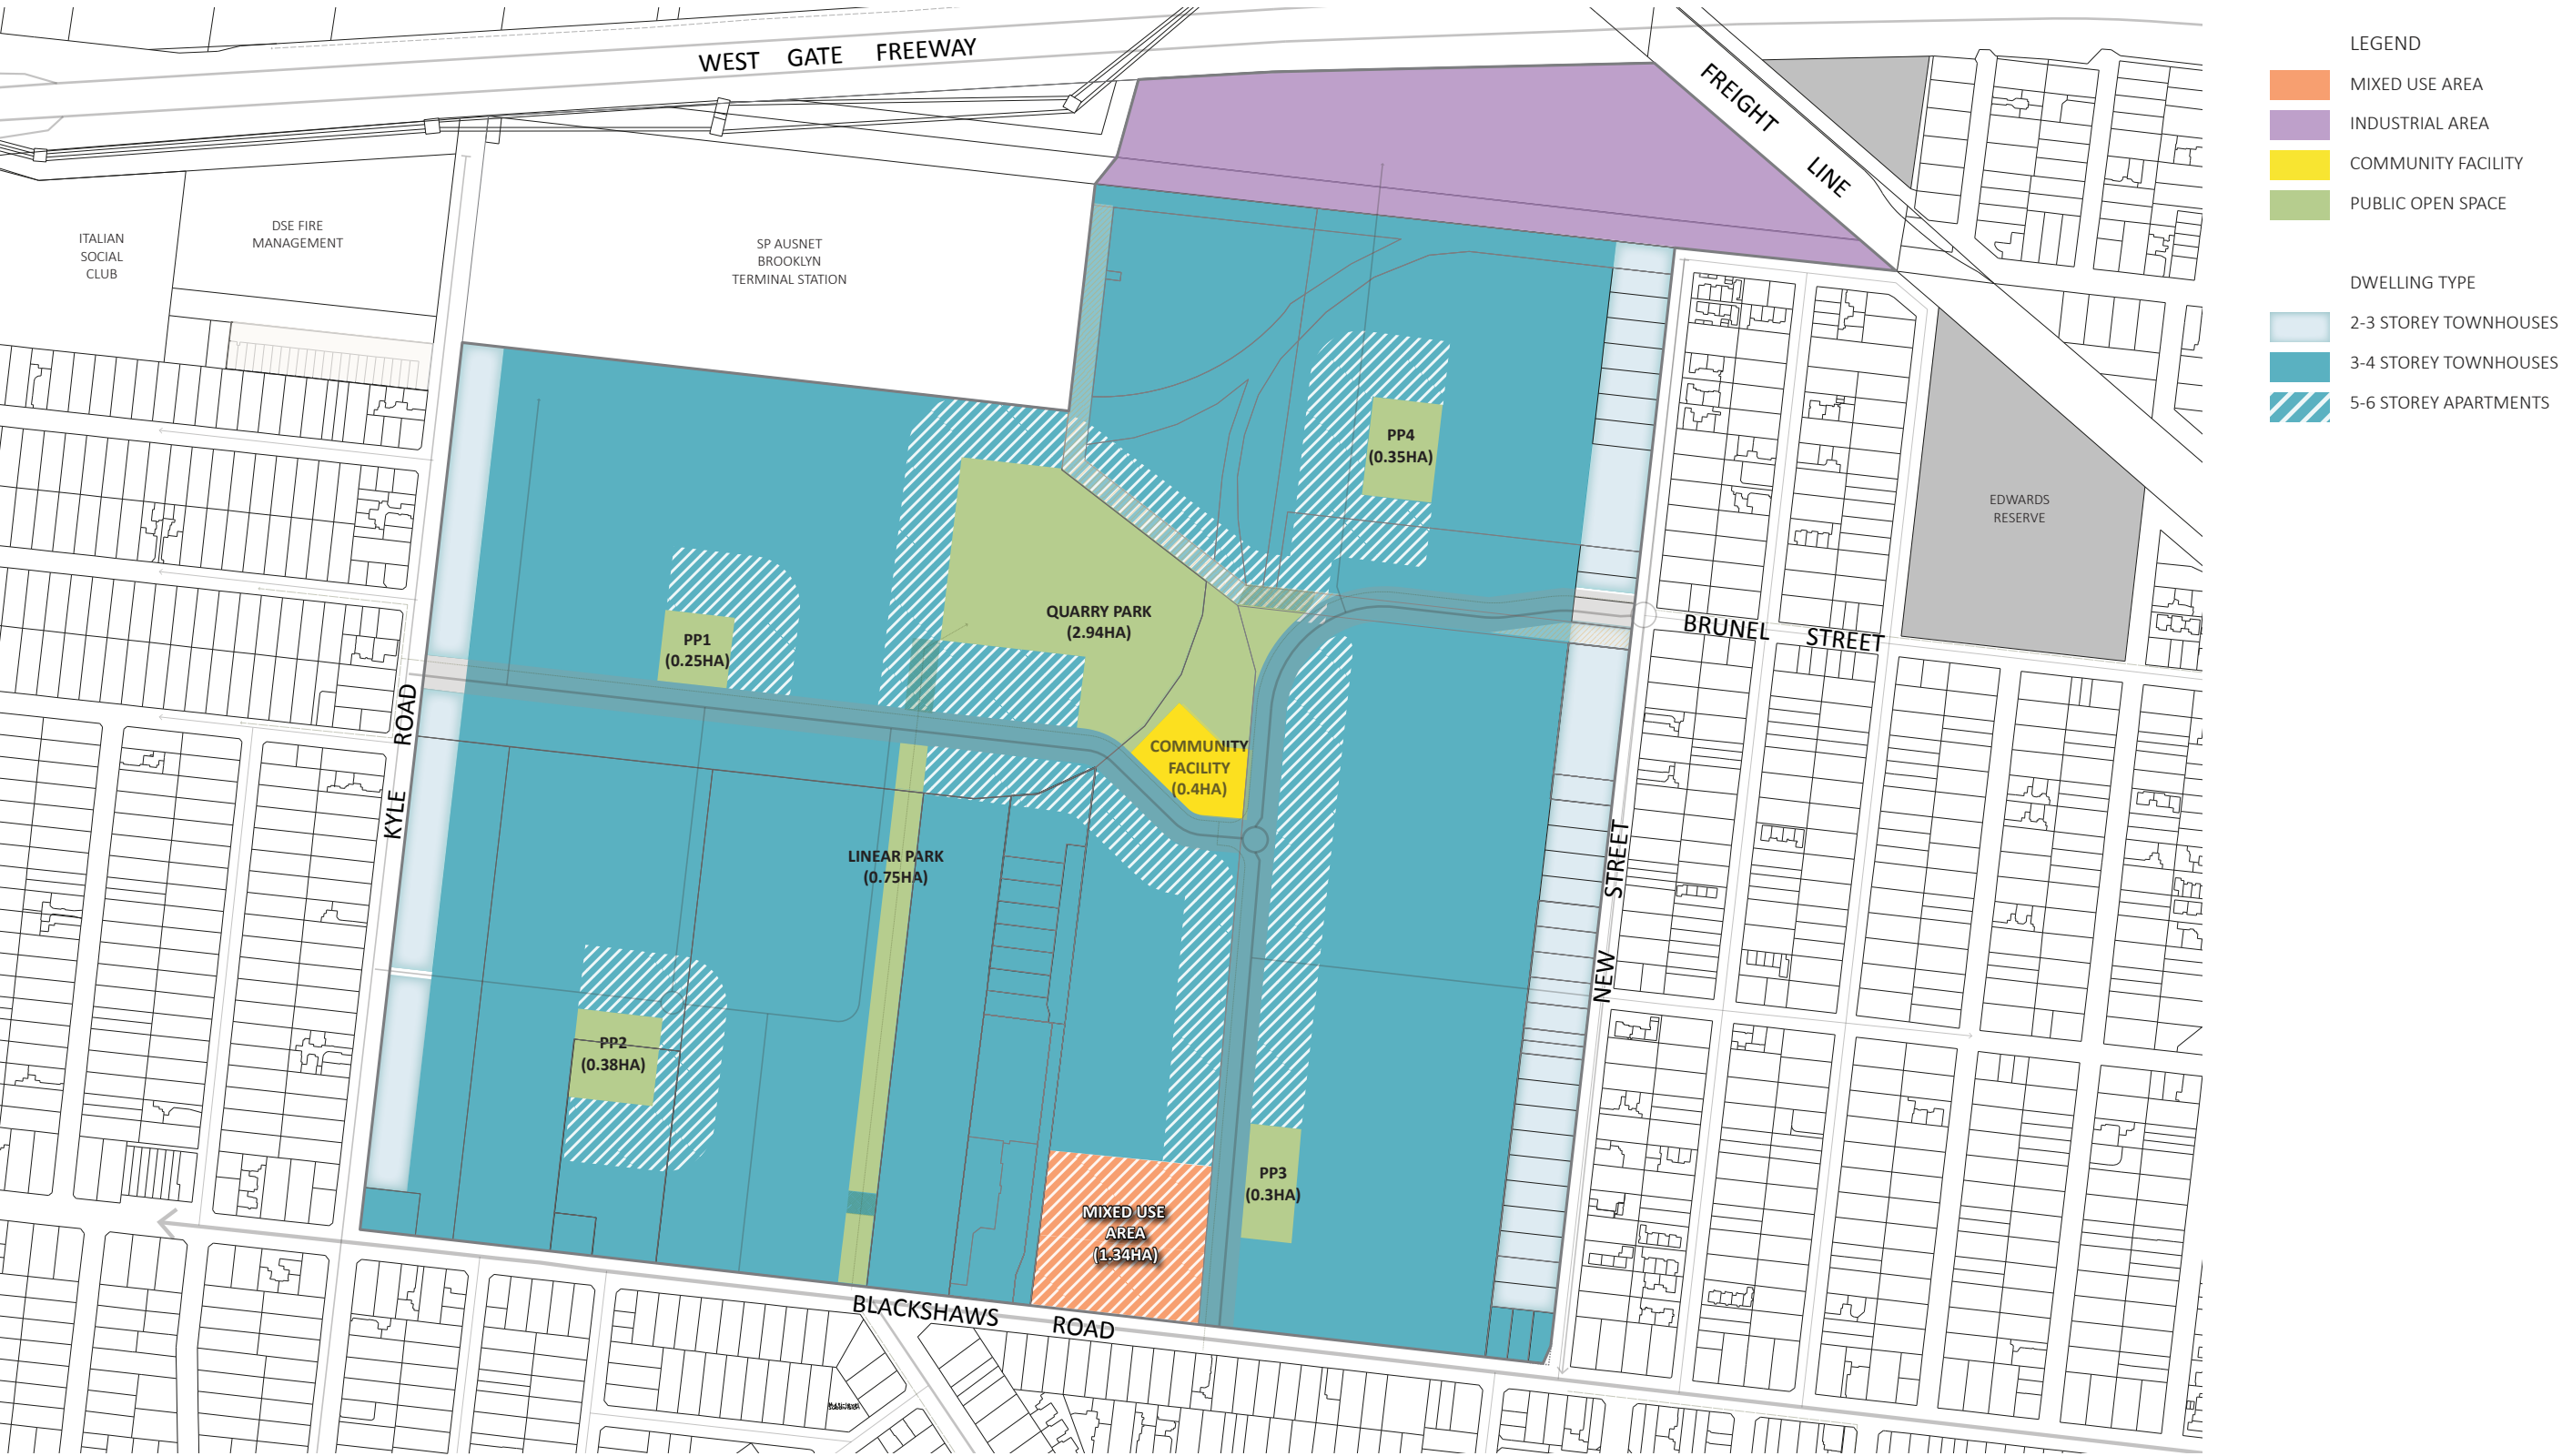 WEST GATE FREEWAY
FREIGHT LINE
ITALIAN
SOCIAL
CLUB
DSE FIRE
MANAGEMENT
SP AUSNET
BROOKLYN
TERMINAL STATION
PP4
(0.35HA)
EDWARDS
RESERVE
QUARRY PARK
(2.94HA)
PP1
(0.25HA)
BRUNEL STREET
KYLE ROAD
COMMUNITY
FACILITY
(0.4HA)
LINEAR PARK
(0.75HA)
NEW STREET
PP2
(0.38HA)
PP3
(0.3HA)
MIXED USE
AREA
(1.34HA)
BLACKSHAWS ROAD
LEGEND
MIXED USE AREA
INDUSTRIAL AREA
COMMUNITY FACILITY
PUBLIC OPEN SPACE
DWELLING TYPE
2-3 STOREY TOWNHOUSES
3-4 STOREY TOWNHOUSES
5-6 STOREY APARTMENTS